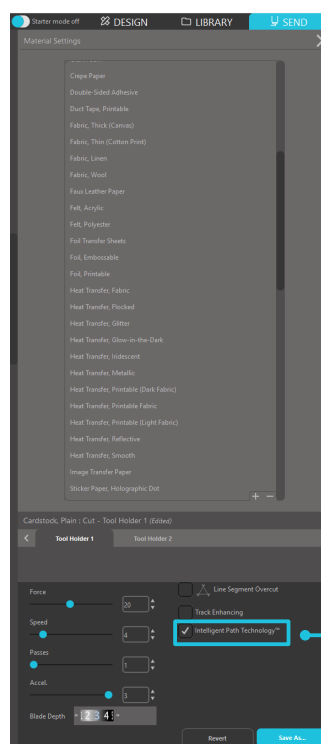 Starter mode off
DESIGN
LIBRARY
SEND
Material Settings
Crepe Paper
Double-Sided Adhesive
Duct Tape, Printable
Fabric, Thick (Canvas)
Fabric, Thin (Cotton Print)
Fabric, Linen
Fabric, Wool
Faux Leather Paper
Felt, Acrylic
Felt, Polyester
Foil Transfer Sheets
Foil, Embossable
Foil, Printable
Heat Transfer, Fabric
Heat Transfer, Flocked
Heat Transfer, Glitter
Heat Transfer, Glow-in-the-Dark
Heat Transfer, Iridescent
Heat Transfer, Metallic
Heat Transfer, Printable (Dark Fabric)
Heat Transfer, Printable Fabric
Heat Transfer, Printable (Light Fabric)
Heat Transfer, Reflective
Heat Transfer, Smooth
Image Transfer Paper
Sticker Paper, Holographic Dot
+ −
Cardstock, Plain : Cut - Tool Holder 1 (Edited)
Tool Holder 1
Tool Holder 2
Force
20
Line Segment Overcut
Track Enhancing
Speed
4
Intelligent Path Technology™
Passes
1
Accel.
3
Blade Depth
1 2 3 4
Revert
Save As...